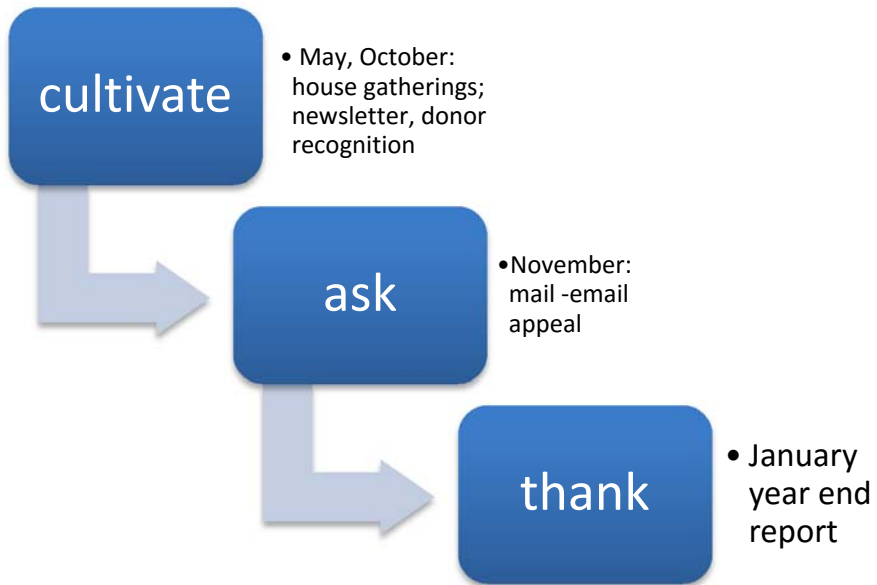 cultivate
• May, October:
house gatherings;
newsletter, donor
recognition
ask
•November:
mail -email
appeal
thank
• January
year end
report